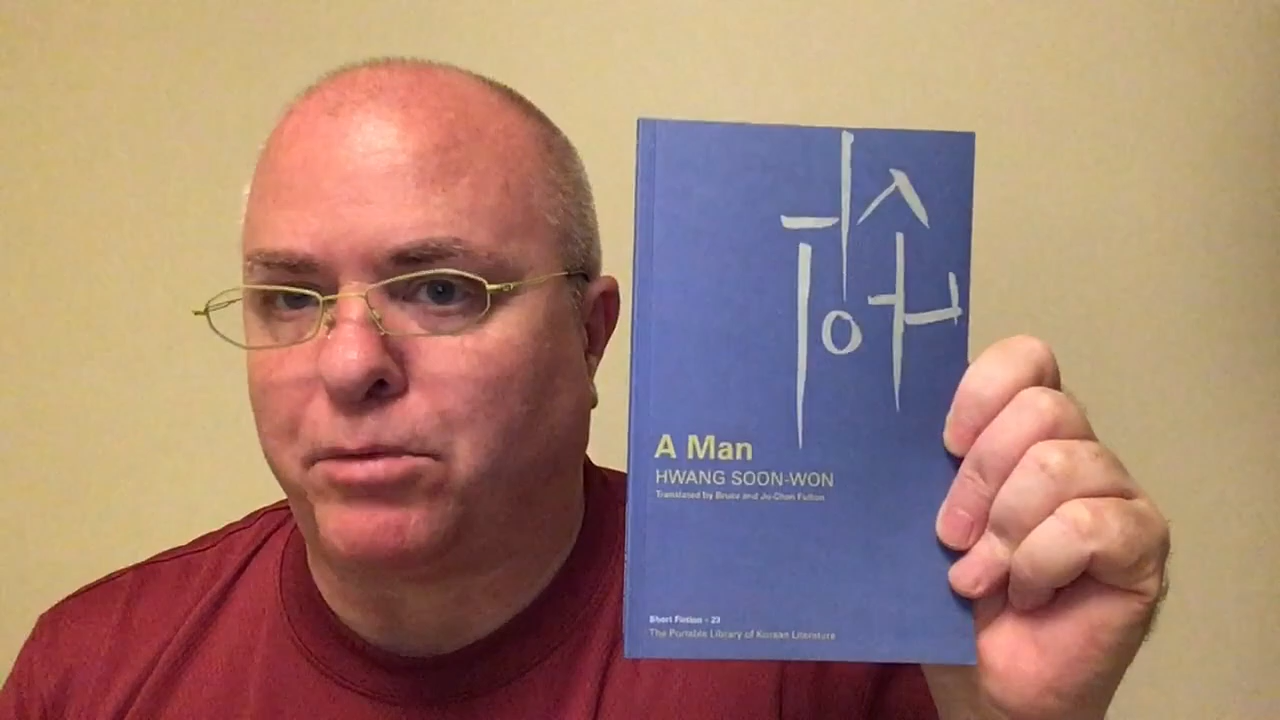 사
나이
A Man
HWANG SOON-WON
Translated by Bruce and Ju-Chan Fulton
Short Fiction - 23
The Portable Library of Korean Literature